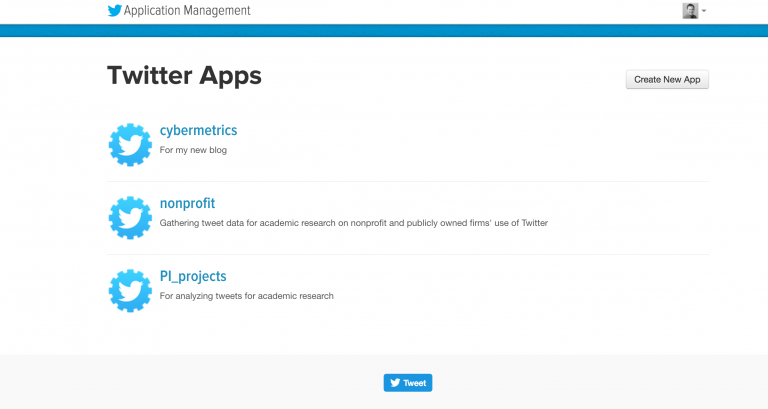 Application Management
Twitter Apps
Create New App
cybermetrics
For my new blog
nonprofit
Gathering tweet data for academic research on nonprofit and publicly owned firms' use of Twitter
PI_projects
For analyzing tweets for academic research
Tweet